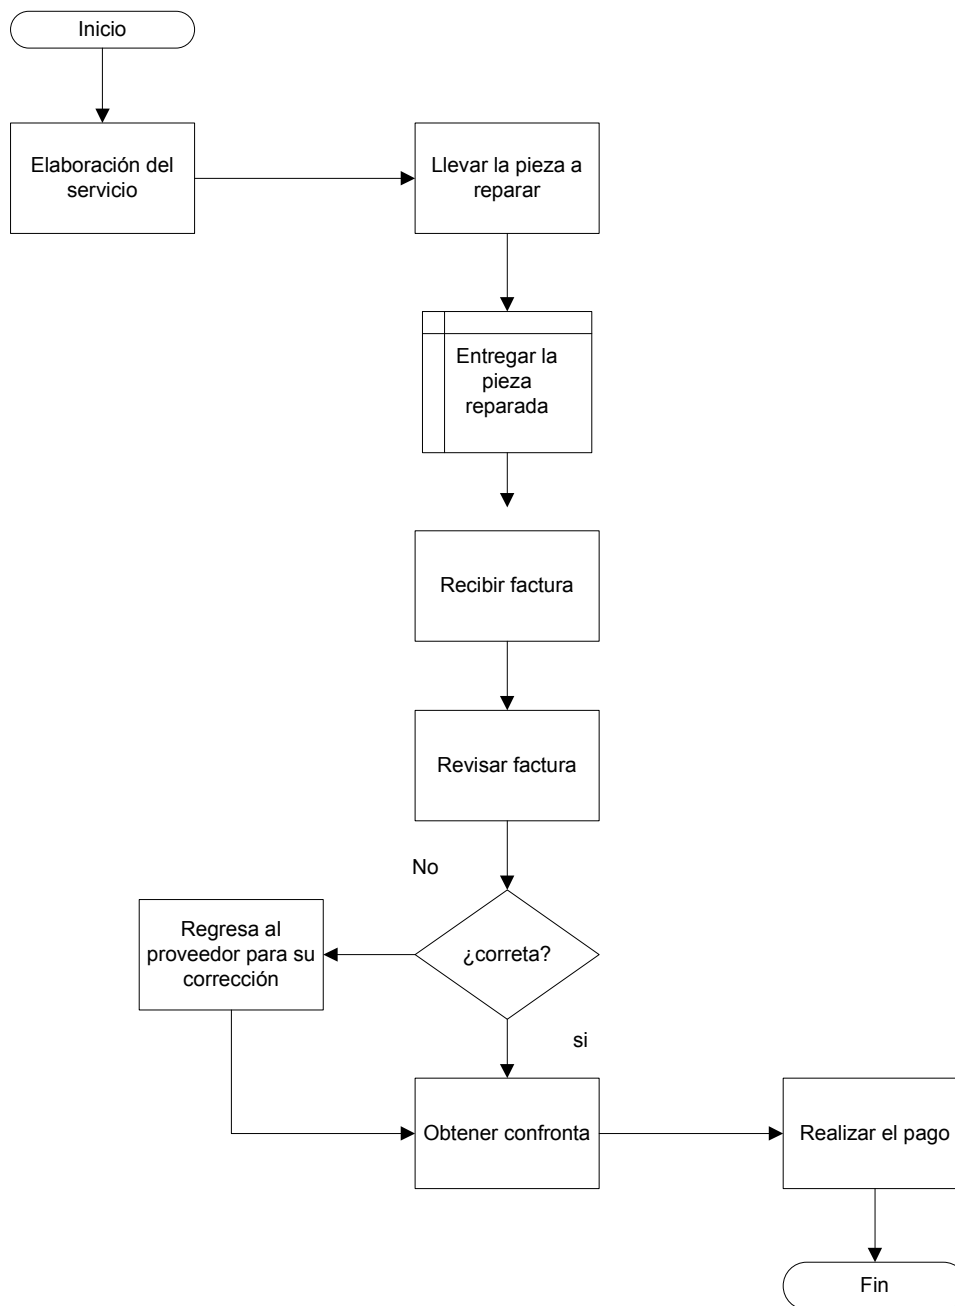 Inicio
Elaboración del
servicio
Llevar la pieza a
reparar
Entregar la
pieza
reparada
Recibir factura
Revisar factura
No
¿correta?
Regresa al
proveedor para su
corrección
si
Obtener confronta
Realizar el pago
Fin